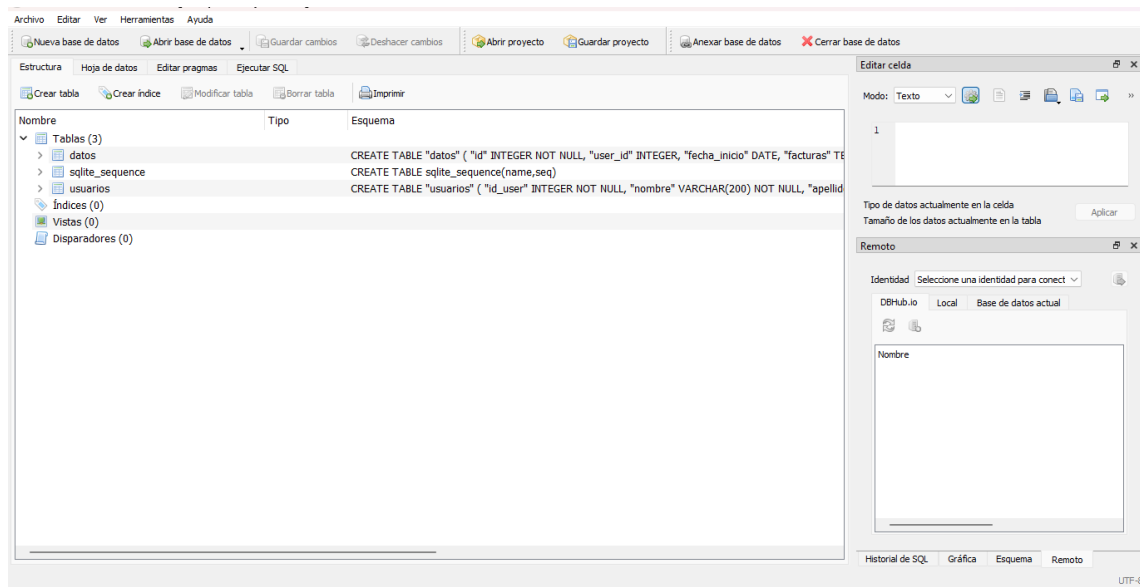 Archivo Editar Ver Herramientas Ayuda
Nueva base de datos Abrir base de datos Guardar cambios Deshacer cambios Abrir proyecto Guardar proyecto Anexar base de datos Cerrar base de datos
Estructura Hoja de datos Editar pragmas Ejecutar SQL
Crear tabla Crear índice Modificar tabla Borrar tabla Imprimir
Nombre Tipo Esquema
Tablas (3)
datos CREATE TABLE "datos" ( "id" INTEGER NOT NULL, "user_id" INTEGER, "fecha_inicio" DATE, "facturas" TE
sqlite_sequence CREATE TABLE sqlite_sequence(name,seq)
usuarios CREATE TABLE "usuarios" ( "id_user" INTEGER NOT NULL, "nombre" VARCHAR(200) NOT NULL, "apellid
Índices (0)
Vistas (0)
Disparadores (0)
Editar celda
Modo: Texto
1
Tipo de datos actualmente en la celda
Tamaño de los datos actualmente en la tabla
Aplicar
Remoto
Identidad Seleccione una identidad para conect
DBHub.io Local Base de datos actual
Nombre
Historial de SQL Gráfica Esquema Remoto